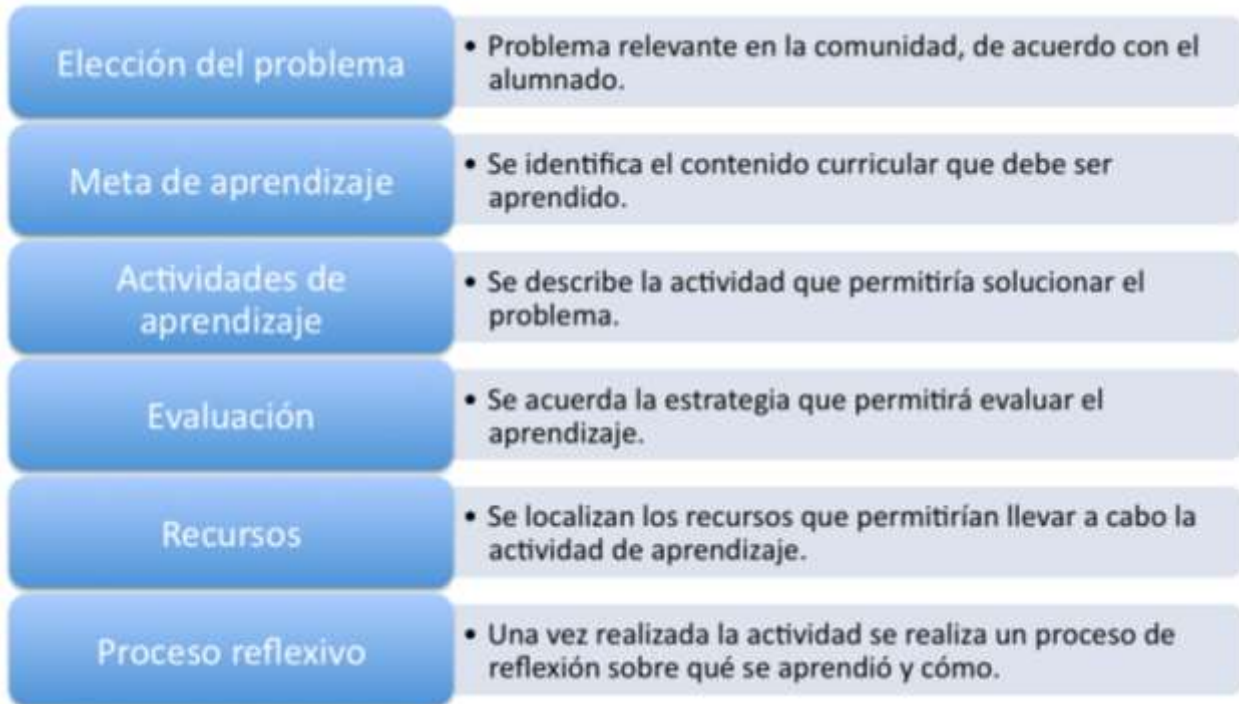 Elección del problema
• Problema relevante en la comunidad, de acuerdo con el
alumnado.
Meta de aprendizaje
• Se identifica el contenido curricular que debe ser
aprendido.
Actividades de
aprendizaje
• Se describe la actividad que permitiría solucionar el
problema.
Evaluación
• Se acuerda la estrategia que permitirá evaluar el
aprendizaje.
Recursos
• Se localizan los recursos que permitirían llevar a cabo la
actividad de aprendizaje.
Proceso reflexivo
• Una vez realizada la actividad se realiza un proceso de
reflexión sobre qué se aprendió y cómo.